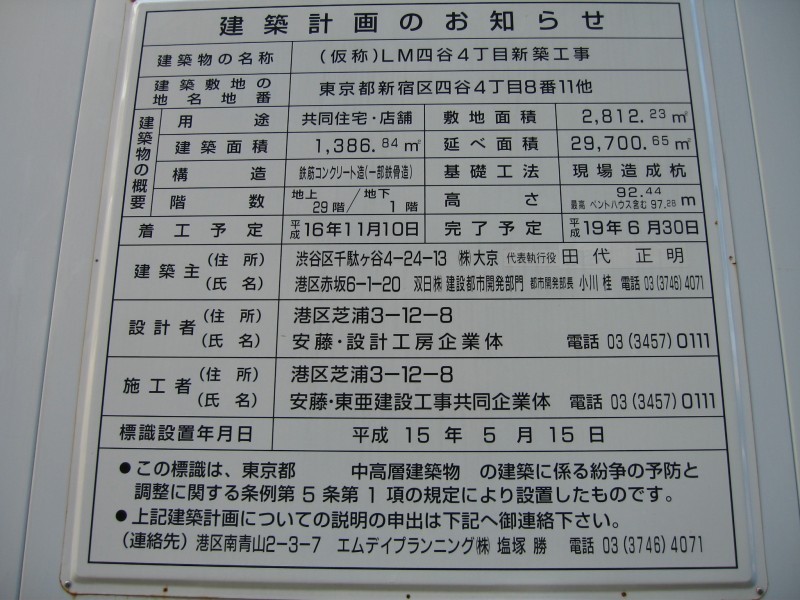 建築計画のお知らせ
建築物の名称 (仮称)LM四谷4丁目新築工事
建築敷地の地名地番 東京都新宿区四谷4丁目8番11他
建築物の概要
用途 共同住宅・店舗 敷地面積 2,812.23㎡
建築面積 1,386.84㎡ 延べ面積 29,700.65㎡
構造 鉄筋コンクリート造(一部鉄骨造) 基礎工法 現場造成杭
階数 地上29階/地下1階 高さ 92.44 最高 ペントハウス含む 97.28 m
着工予定 平成16年11月10日 完了予定 平成19年6月30日
建築主 (住所) 渋谷区千駄ヶ谷4-24-13 ㈱大京 代表執行役 田代 正明
(氏名) 港区赤坂6-1-20 双日㈱ 建設都市開発部門 都市開発部長 小川 桂 電話 03(3746)4071
設計者 (住所) 港区芝浦3-12-8
(氏名) 安藤・設計工房企業体 電話 03(3457)0111
施工者 (住所) 港区芝浦3-12-8
(氏名) 安藤・東亜建設工事共同企業体 電話 03(3457)0111
標識設置年月日 平成15年5月15日
●この標識は、東京都 中高層建築物 の建築に係る紛争の予防と
調整に関する条例第5条第1項の規定により設置したものです。
●上記建築計画についての説明の申出は下記へ御連絡下さい。
(連絡先) 港区南青山2-3-7 エムデイプランニング㈱ 塩塚 勝 電話 03(3746)4071